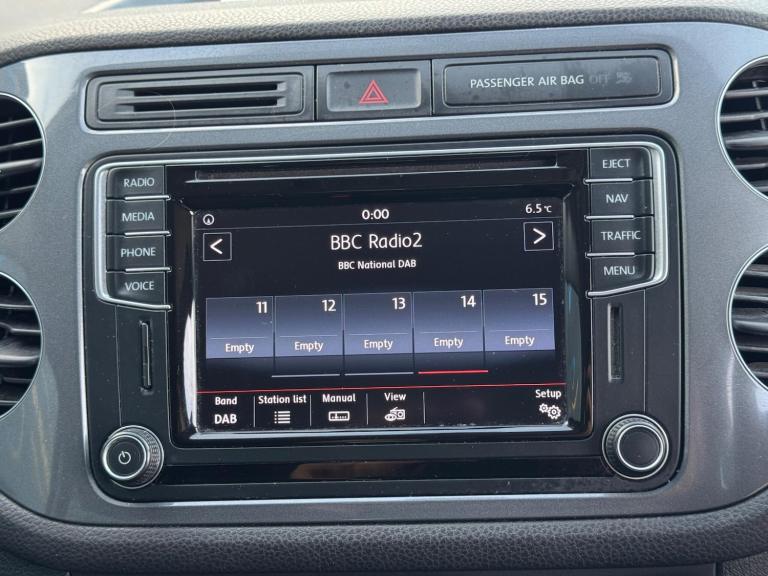 PASSENGER AIR BAG OFF
RADIO
MEDIA
PHONE
VOICE
EJECT
NAV
TRAFFIC
MENU
0:00
6.5 °C
<
BBC Radio2
>
BBC National DAB
11 12 13 14 15
Empty Empty Empty Empty Empty
Band Station list Manual View Setup
DAB